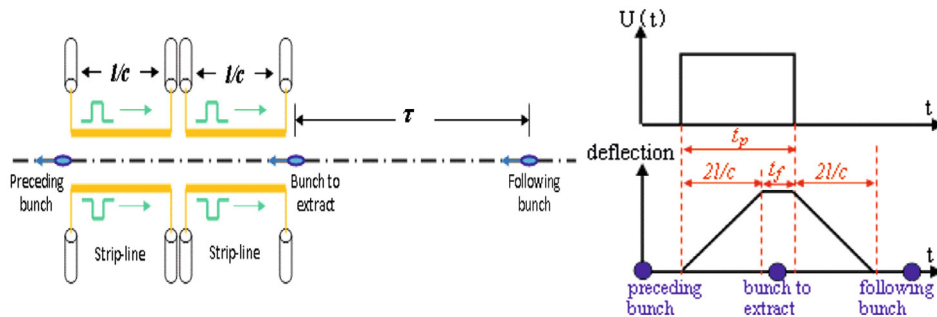 l/c
l/c
τ
Preceding
bunch
Bunch to
extract
Following
bunch
Strip-line
Strip-line
U(t)
t
t_p
deflection
2l/c
t_f
2l/c
t
preceding
bunch
bunch to
extract
following
bunch